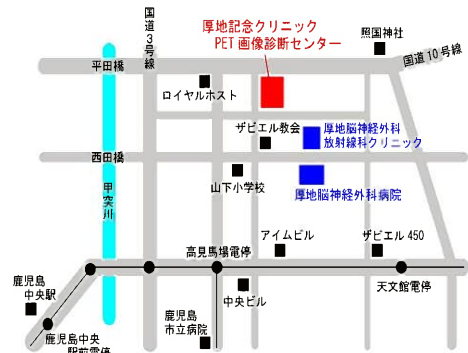 厚地記念クリニック
PET画像診断センター
照国神社
国道3号線
国道10号線
平田橋
ロイヤルホスト
ザビエル教会
厚地脳神経外科
放射線科クリニック
西田橋
山下小学校
厚地脳神経外科病院
甲突川
高見馬場電停
アイムビル
ザビエル450
鹿児島
中央駅
中央ビル
天文館電停
鹿児島
市立病院
鹿児島中央
駅前電停